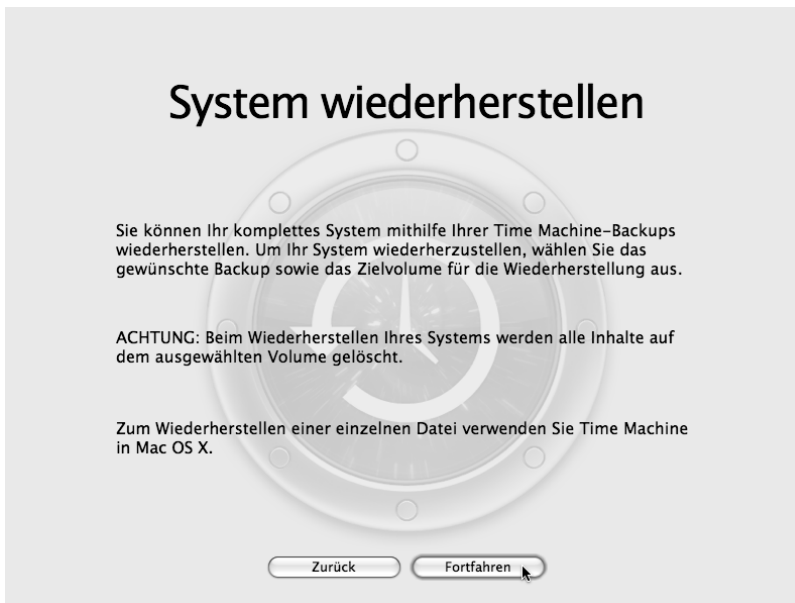 System wiederherstellen
Sie können Ihr komplettes System mithilfe Ihrer Time Machine-Backups
wiederherstellen. Um Ihr System wiederherzustellen, wählen Sie das
gewünschte Backup sowie das Zielvolume für die Wiederherstellung aus.
ACHTUNG: Beim Wiederherstellen Ihres Systems werden alle Inhalte auf
dem ausgewählten Volume gelöscht.
Zum Wiederherstellen einer einzelnen Datei verwenden Sie Time Machine
in Mac OS X.
Zurück
Fortfahren